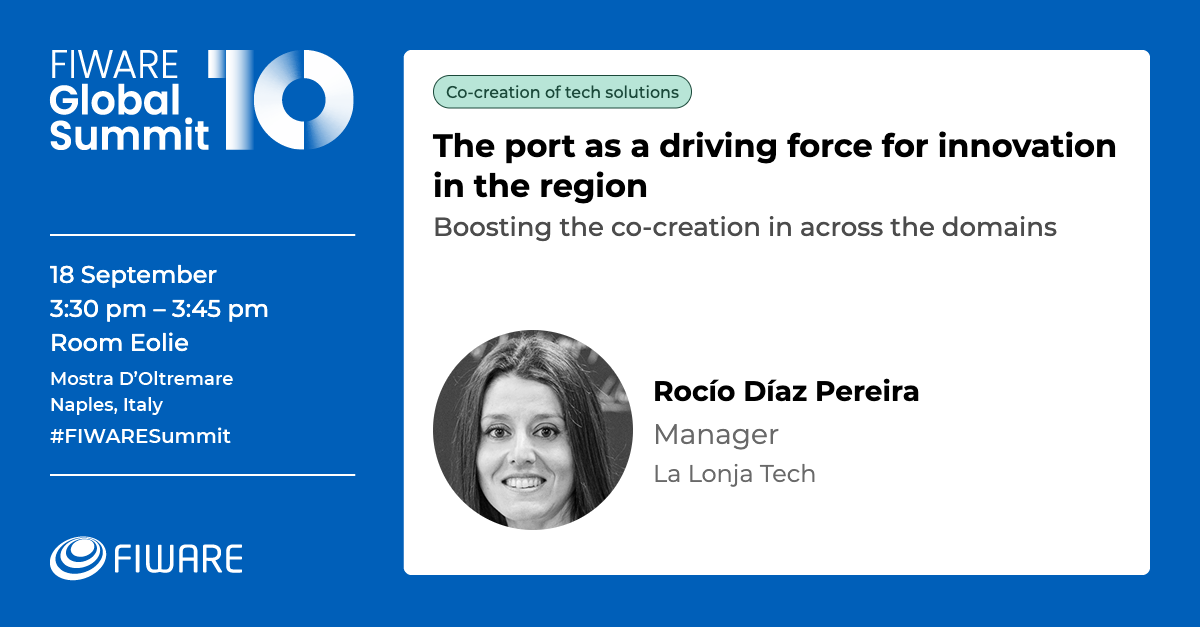 FIWARE
Global
Summit
10
18 September
3:30 pm – 3:45 pm
Room Eolie
Mostra D’Oltremare
Naples, Italy
#FIWARESummit
FIWARE
Co-creation of tech solutions
The port as a driving force for innovation
in the region
Boosting the co-creation in across the domains
Rocío Díaz Pereira
Manager
La Lonja Tech